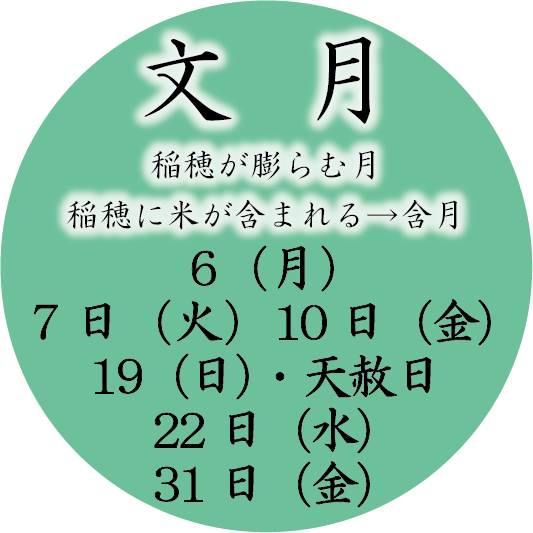 文 月
稲穂が膨らむ月
稲穂に米が含まれる→含月
6（月）
7日（火）10日（金）
19（日）・天赦日
22日（水）
31日（金）